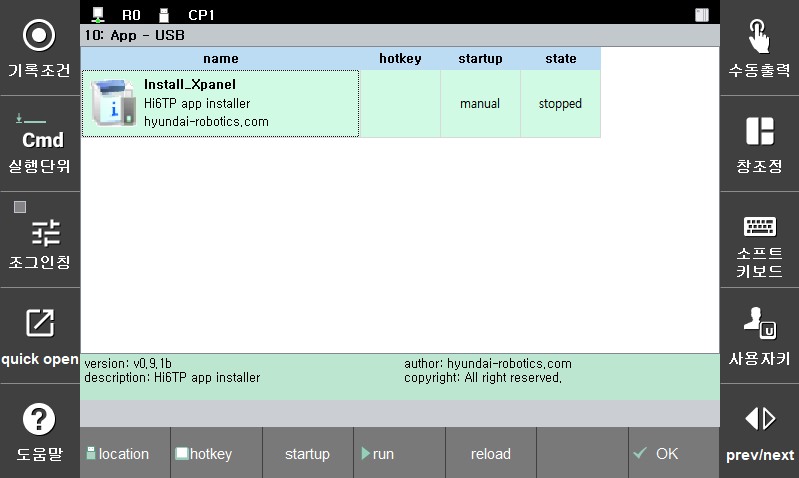 R0 CP1
10: App - USB
name hotkey startup state
Install_Xpanel
Hi6TP app installer
hyundai-robotics.com
manual stopped
version: v0.9.1b author: hyundai-robotics.com
description: Hi6TP app installer copyright: All right reserved.
location hotkey startup run reload OK
기록조건
Cmd
실행단위
조그인칭
quick open
도움말
수동출력
창조정
소프트
키보드
U
사용자키
prev/next